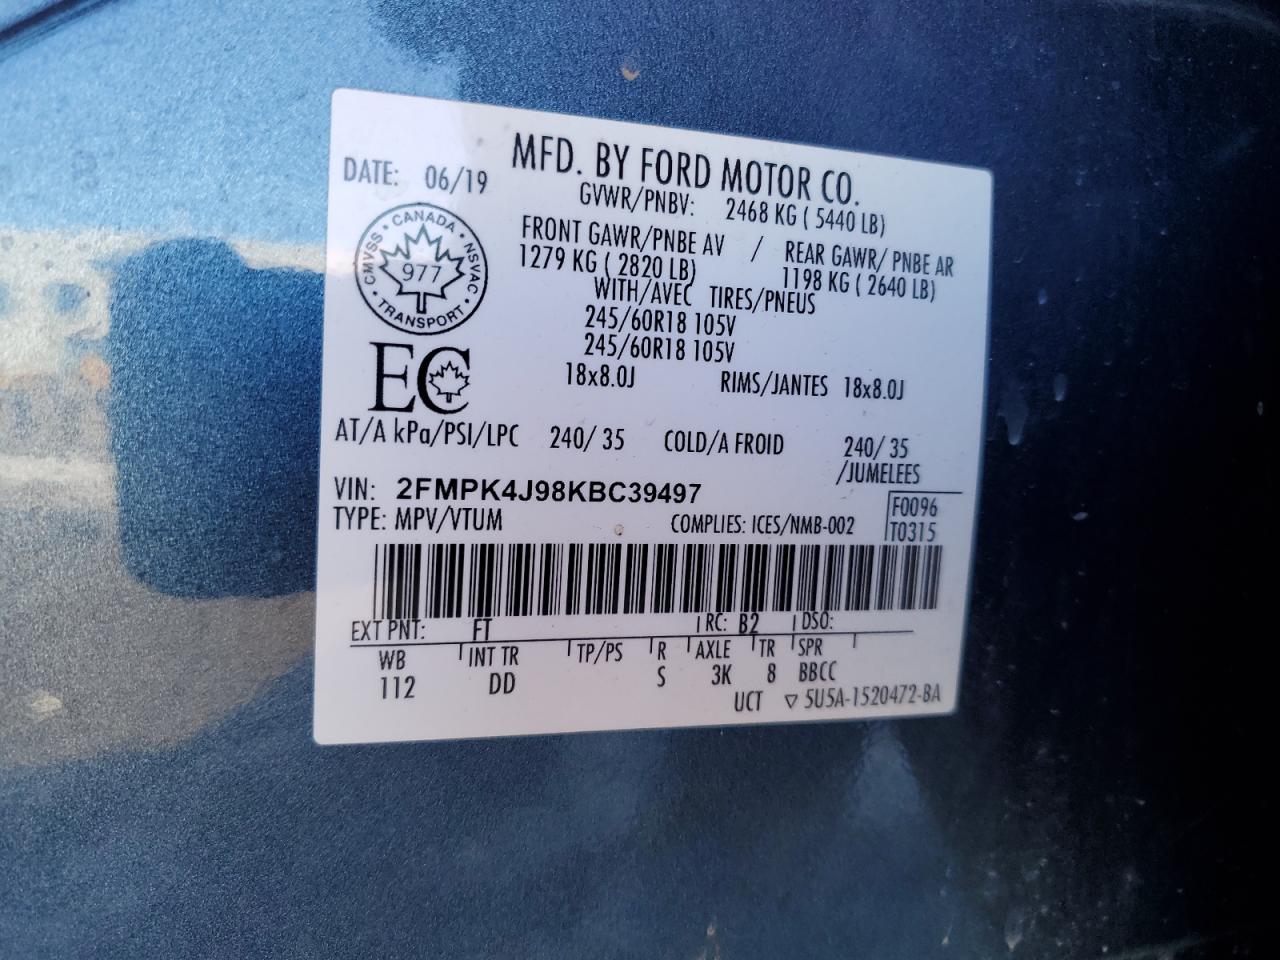 MFD. BY FORD MOTOR CO.
DATE: 06/19
GVWR/PNBV: 2468 KG ( 5440 LB)
FRONT GAWR/PNBE AV / REAR GAWR/ PNBE AR
1279 KG ( 2820 LB) 1198 KG ( 2640 LB)
WITH/AVEC TIRES/PNEUS
245/60R18 105V
245/60R18 105V
18x8.0J RIMS/JANTES 18x8.0J
CANADA
CMVSS 977 NSVAC
TRANSPORT
EC
AT/A kPa/PSI/LPC 240/ 35 COLD/A FROID 240/ 35
/JUMELEES
VIN: 2FMPK4J98KBC39497
F0096
TYPE: MPV/VTUM COMPLIES: ICES/NMB-002 T0315
EXT PNT: FT RC: B2 DSO:
WB INT TR TP/PS R AXLE TR SPR
112 DD S 3K 8 BBCC
UCT ▽ 5U5A-1520472-BA